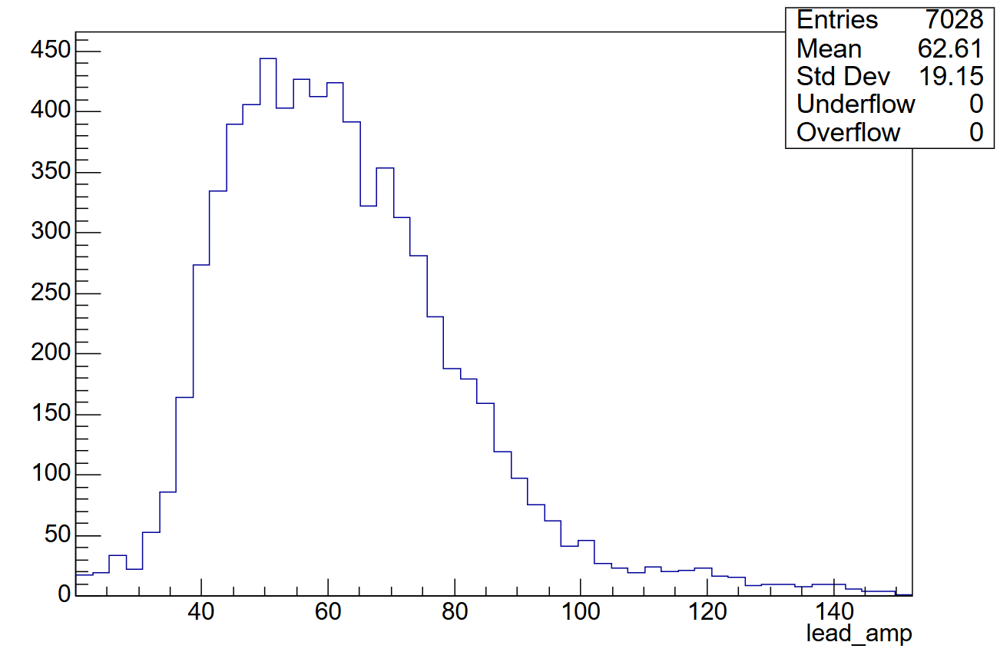 Entries 7028
Mean 62.61
Std Dev 19.15
Underflow 0
Overflow 0
450
400
350
300
250
200
150
100
50
0
40 60 80 100 120 140
lead_amp